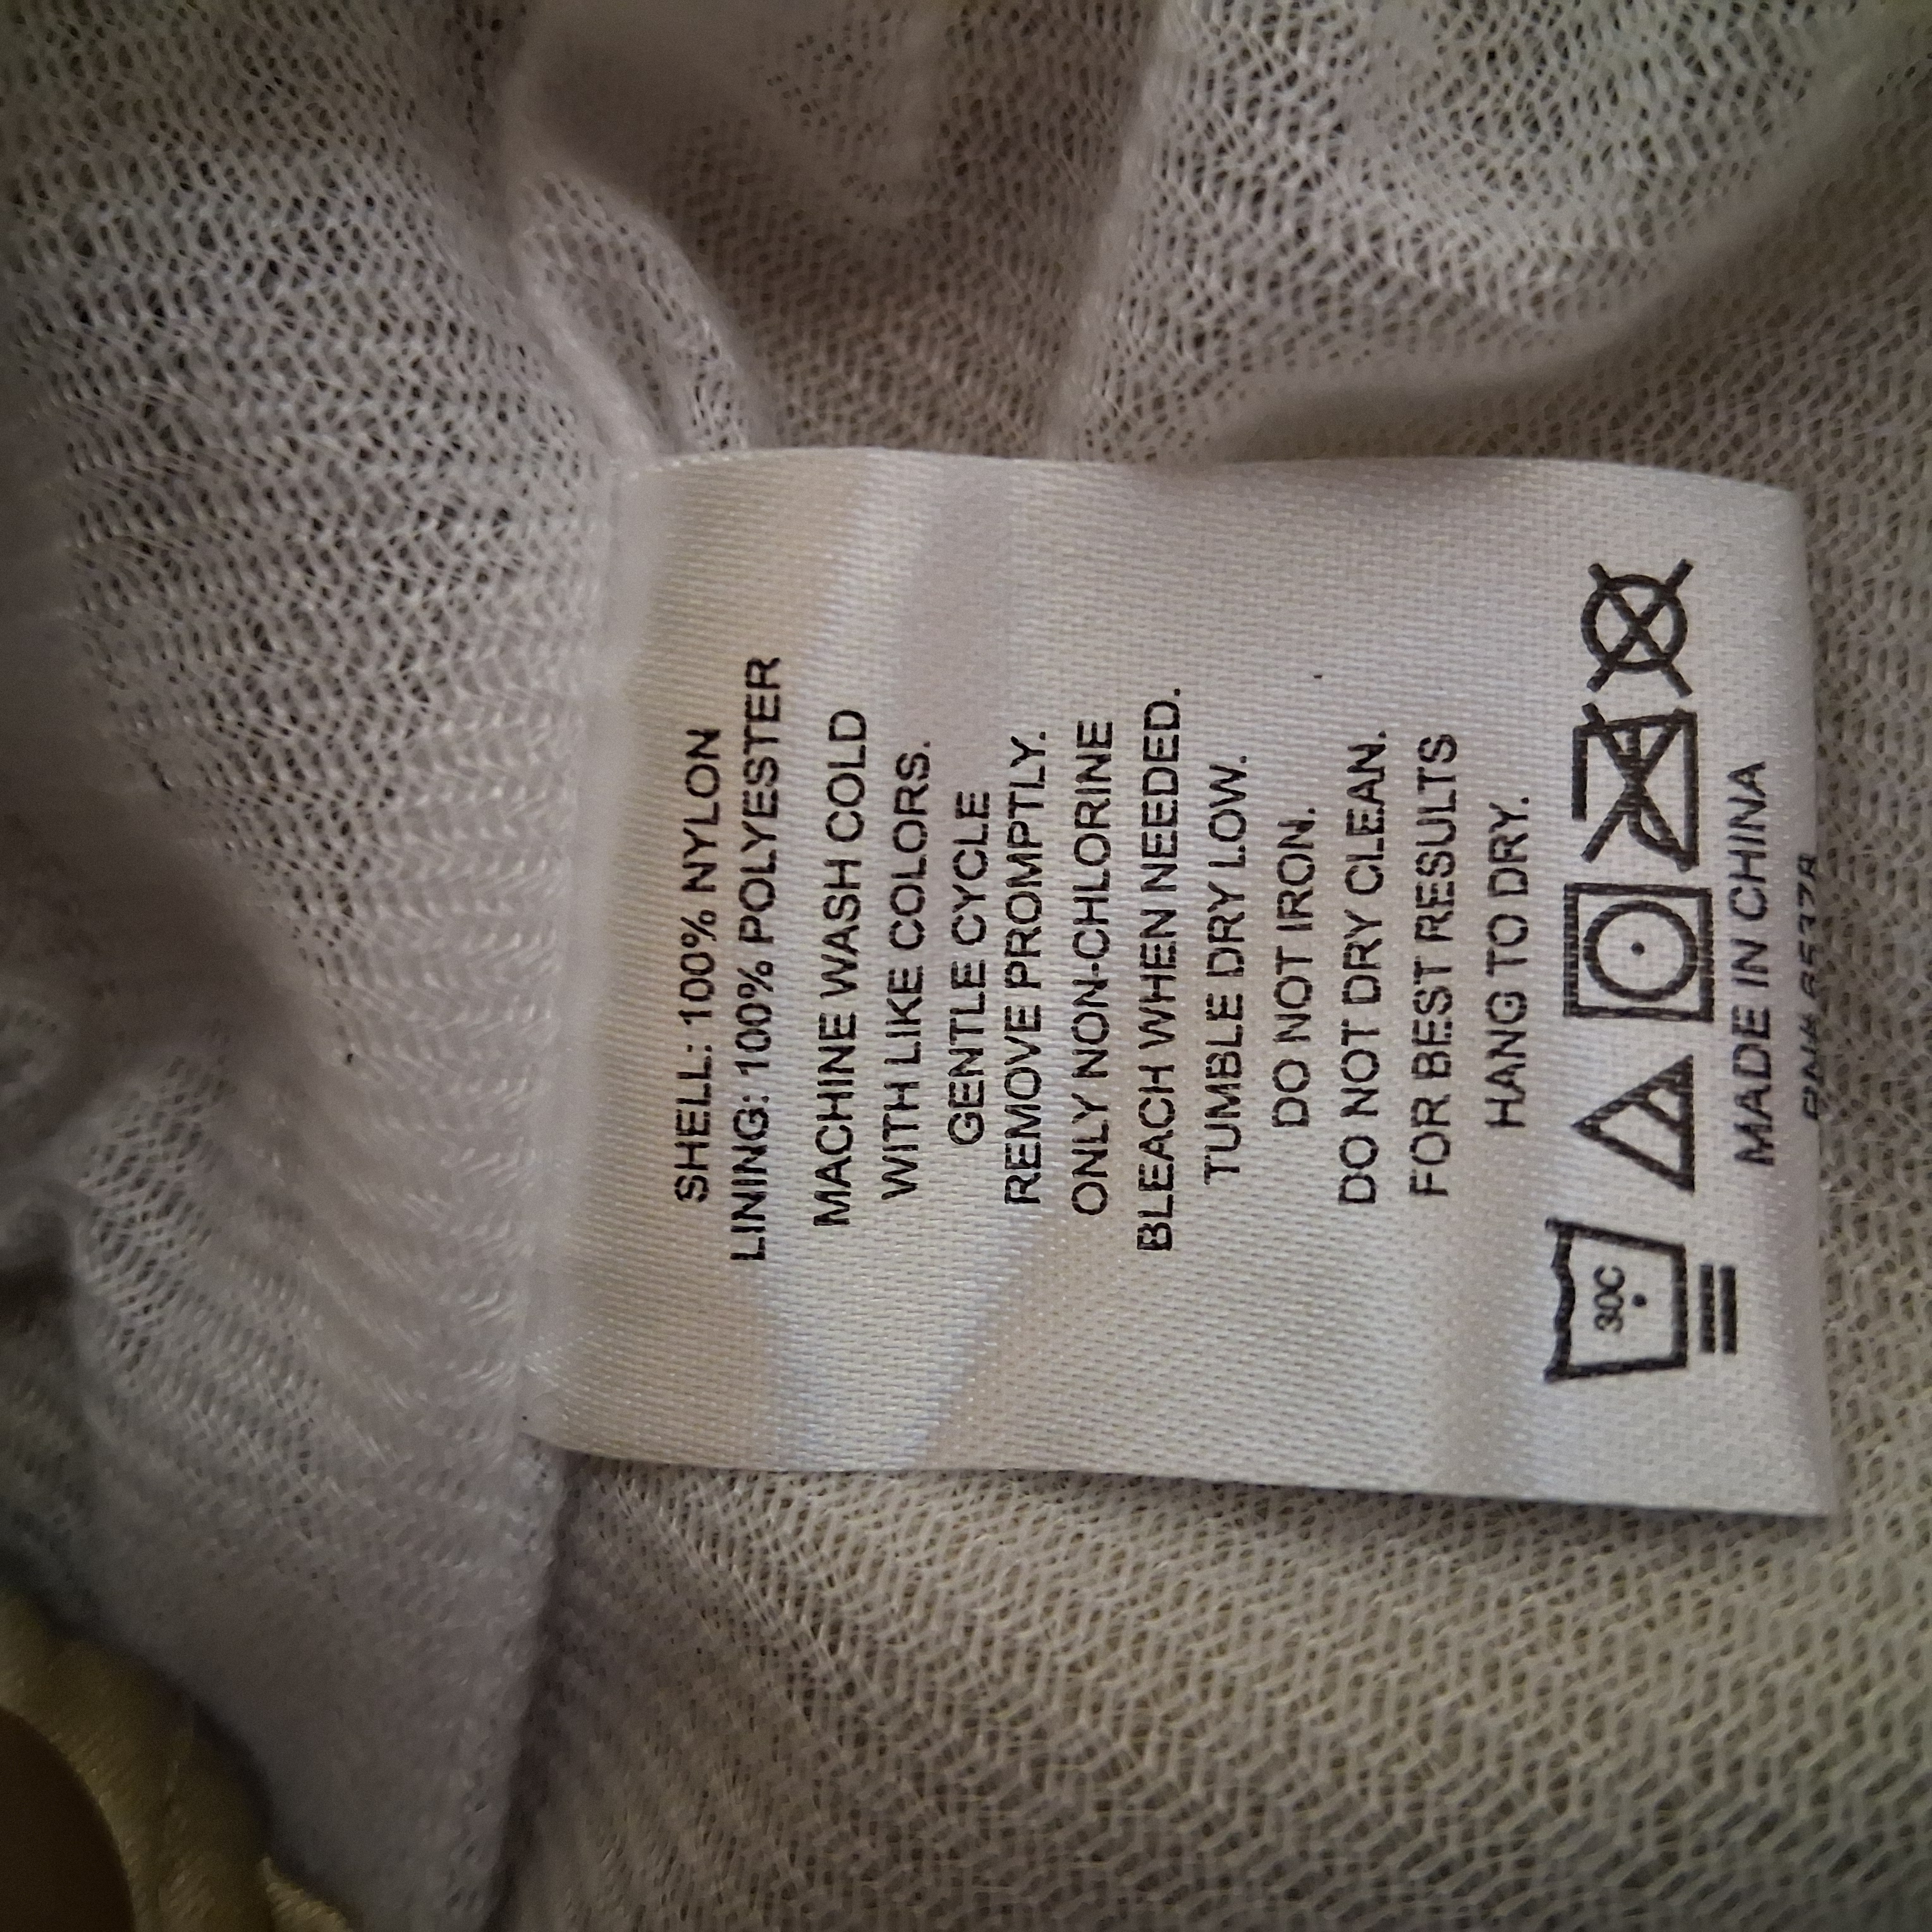 SHELL: 100% NYLON
LINING: 100% POLYESTER
MACHINE WASH COLD
WITH LIKE COLORS.
GENTLE CYCLE
REMOVE PROMPTLY.
ONLY NON-CHLORINE
BLEACH WHEN NEEDED.
TUMBLE DRY LOW.
DO NOT IRON.
DO NOT DRY CLEAN.
FOR BEST RESULTS
HANG TO DRY.
30C
MADE IN CHINA